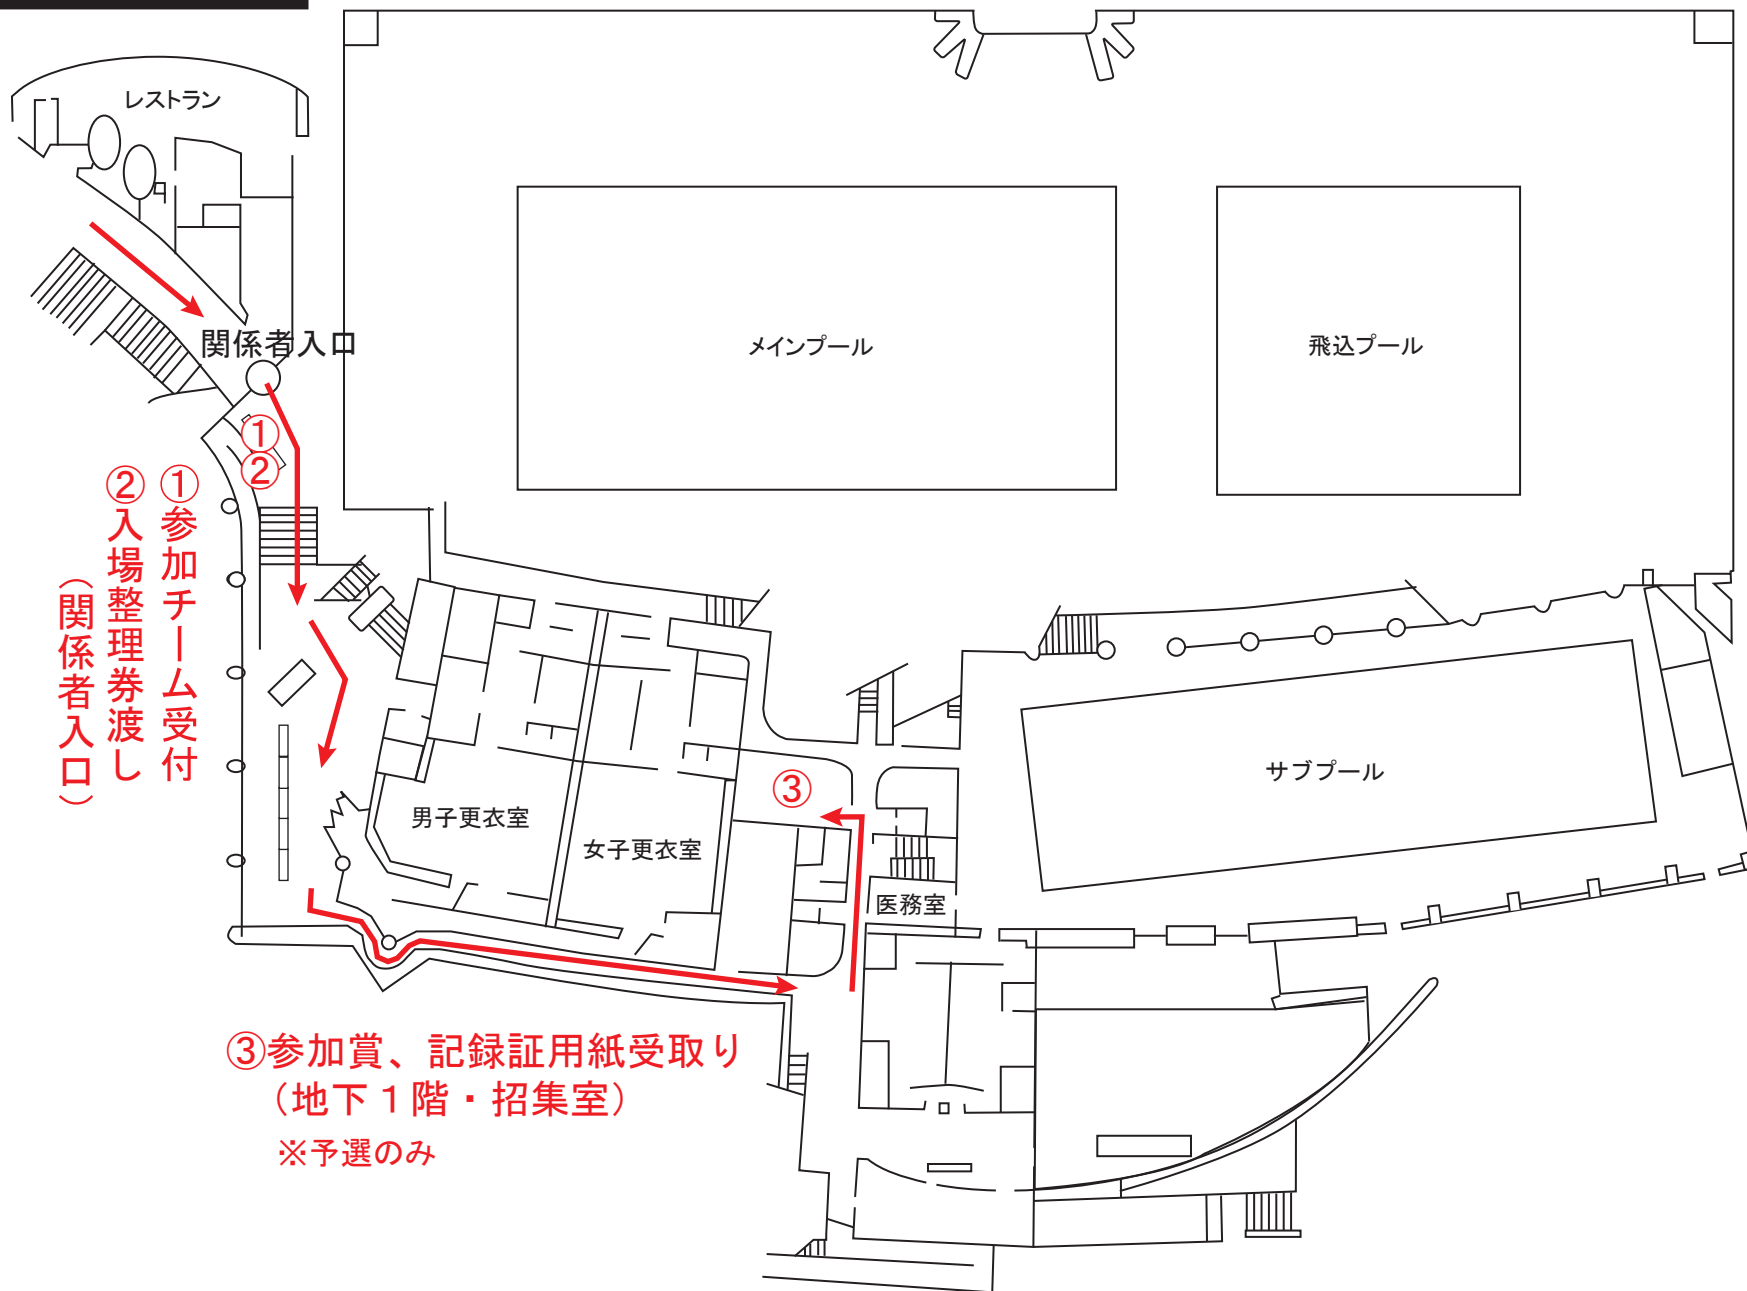 レストラン
関係者入口
メインプール
飛込プール
①
②
①参加チーム受付
②入場整理券渡し
（関係者入口）
サブプール
③
男子更衣室
女子更衣室
医務室
③参加賞、記録証用紙受取り
（地下１階・招集室）
※予選のみ